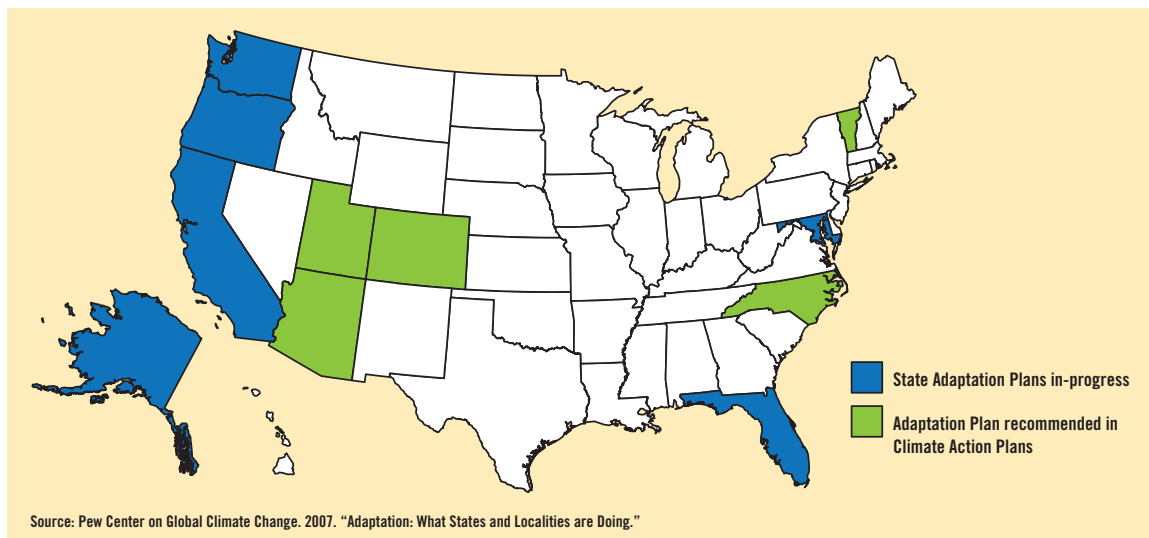 State Adaptation Plans in-progress
Adaptation Plan recommended in
Climate Action Plans
Source: Pew Center on Global Climate Change. 2007. “Adaptation: What States and Localities are Doing.”